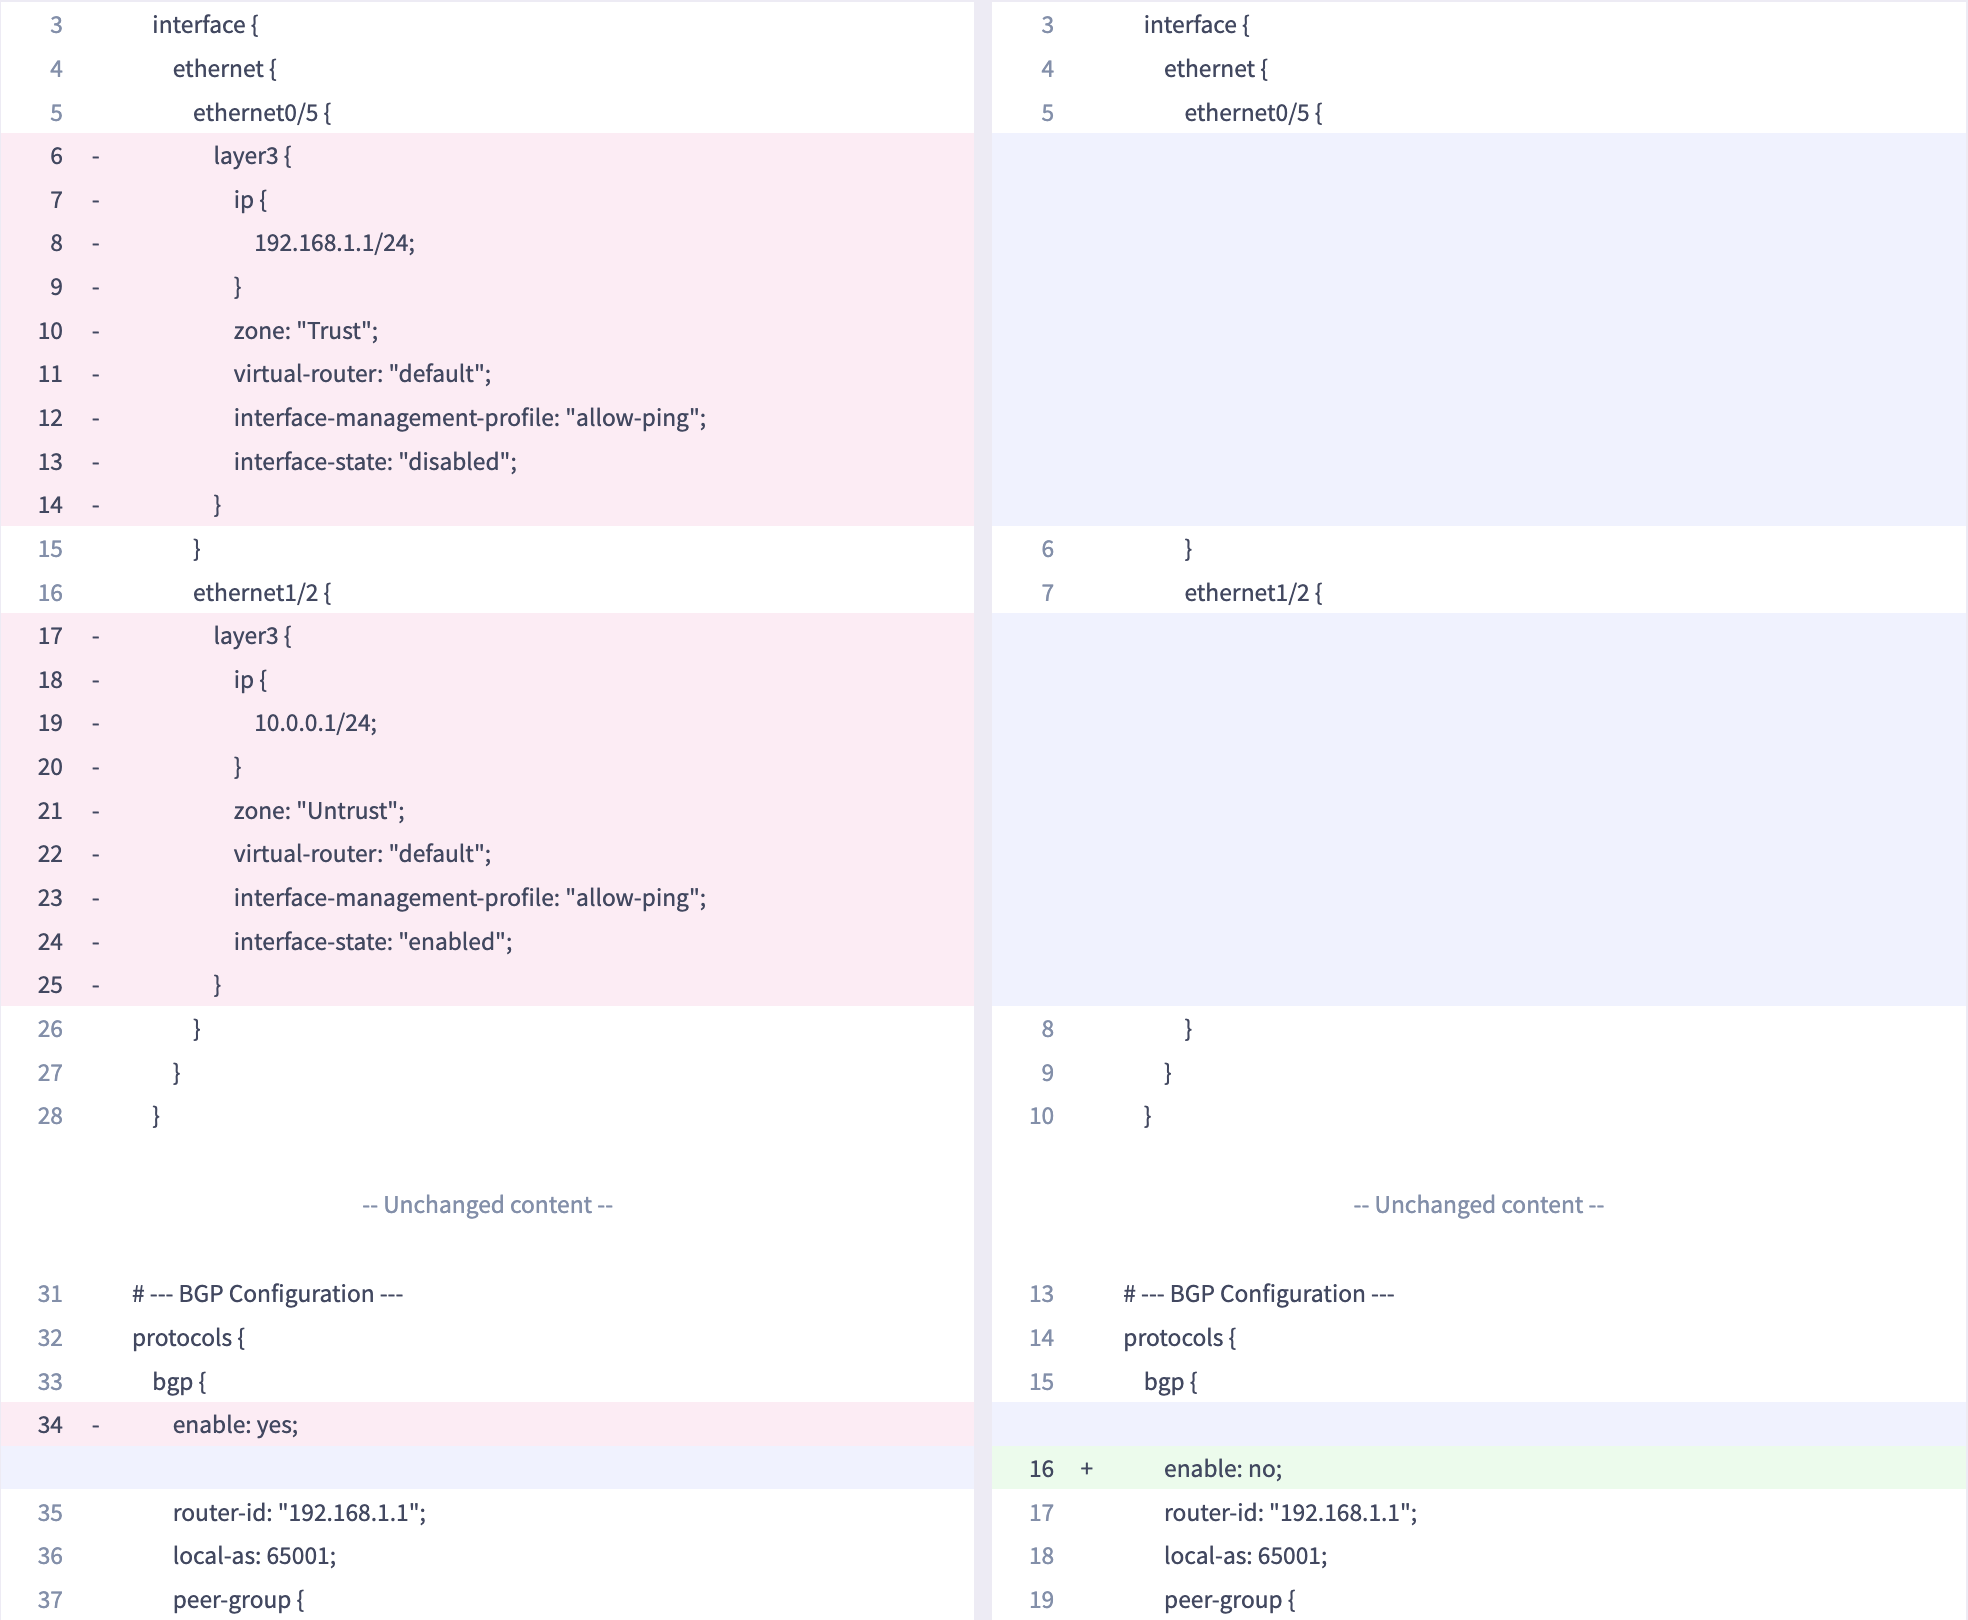 3 interface {
4 ethernet {
5 ethernet0/5 {
6 - layer3 {
7 - ip {
8 - 192.168.1.1/24;
9 - }
10 - zone: "Trust";
11 - virtual-router: "default";
12 - interface-management-profile: "allow-ping";
13 - interface-state: "disabled";
14 - }
15 }
16 ethernet1/2 {
17 - layer3 {
18 - ip {
19 - 10.0.0.1/24;
20 - }
21 - zone: "Untrust";
22 - virtual-router: "default";
23 - interface-management-profile: "allow-ping";
24 - interface-state: "enabled";
25 - }
26 }
27 }
28 }
-- Unchanged content --
31 # --- BGP Configuration ---
32 protocols {
33 bgp {
34 - enable: yes;
35 router-id: "192.168.1.1";
36 local-as: 65001;
37 peer-group {
3 interface {
4 ethernet {
5 ethernet0/5 {
6 }
7 ethernet1/2 {
8 }
9 }
10 }
-- Unchanged content --
13 # --- BGP Configuration ---
14 protocols {
15 bgp {
16 + enable: no;
17 router-id: "192.168.1.1";
18 local-as: 65001;
19 peer-group {